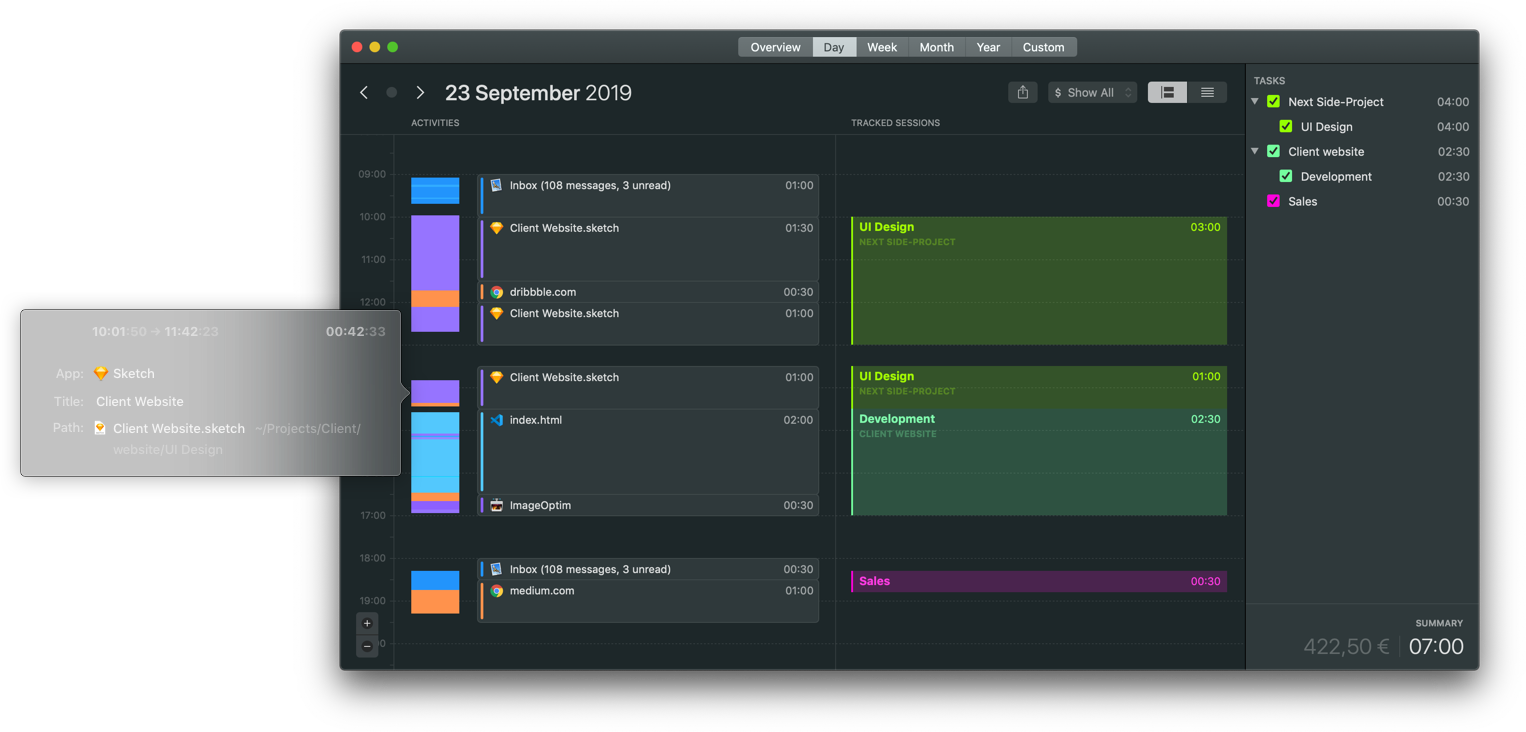 Overview Day Week Month Year Custom
23 September 2019
$ Show All
ACTIVITIES
TRACKED SESSIONS
09:00
10:00
11:00
12:00
17:00
18:00
19:00
Inbox (108 messages, 3 unread) 01:00
Client Website.sketch 01:30
dribbble.com 00:30
Client Website.sketch 01:00
Client Website.sketch 01:00
index.html 02:00
ImageOptim 00:30
Inbox (108 messages, 3 unread) 00:30
medium.com 01:00
UI Design 03:00
NEXT SIDE-PROJECT
UI Design 01:00
NEXT SIDE-PROJECT
Development 02:30
CLIENT WEBSITE
Sales 00:30
10:01:50 → 11:42:23 00:42:33
App: Sketch
Title: Client Website
Path: Client Website.sketch ~/Projects/Client/
website/UI Design
TASKS
Next Side-Project 04:00
UI Design 04:00
Client website 02:30
Development 02:30
Sales 00:30
SUMMARY
422,50 € 07:00